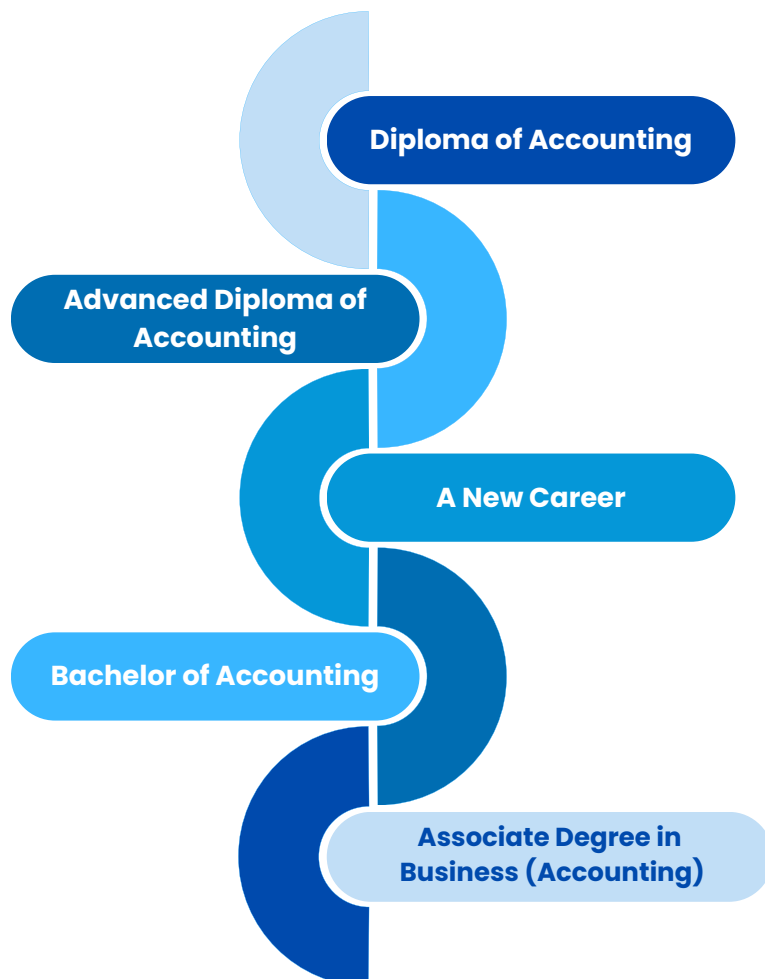 Diploma of Accounting
Advanced Diploma of
Accounting
A New Career
Bachelor of Accounting
Associate Degree in
Business (Accounting)